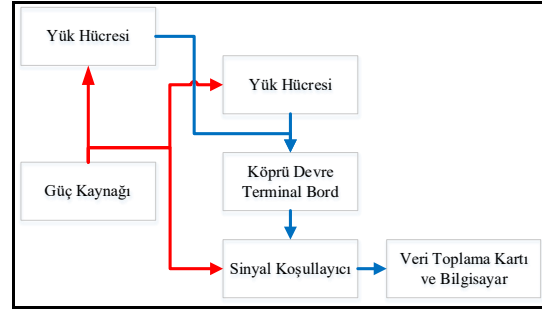 Yük Hücresi
Yük Hücresi
Güç Kaynağı
Köprü Devre
Terminal Bord
Sinyal Koşullayıcı
Veri Toplama Kartı
ve Bilgisayar